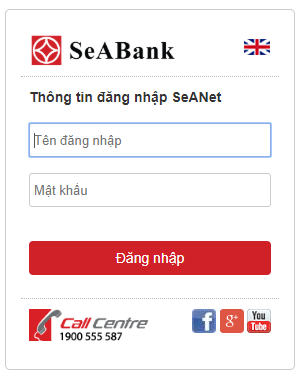 SeABank
Thông tin đăng nhập SeANet
Tên đăng nhập
Mật khẩu
Đăng nhập
Call Centre
1900 555 587
f
g+
You
Tube